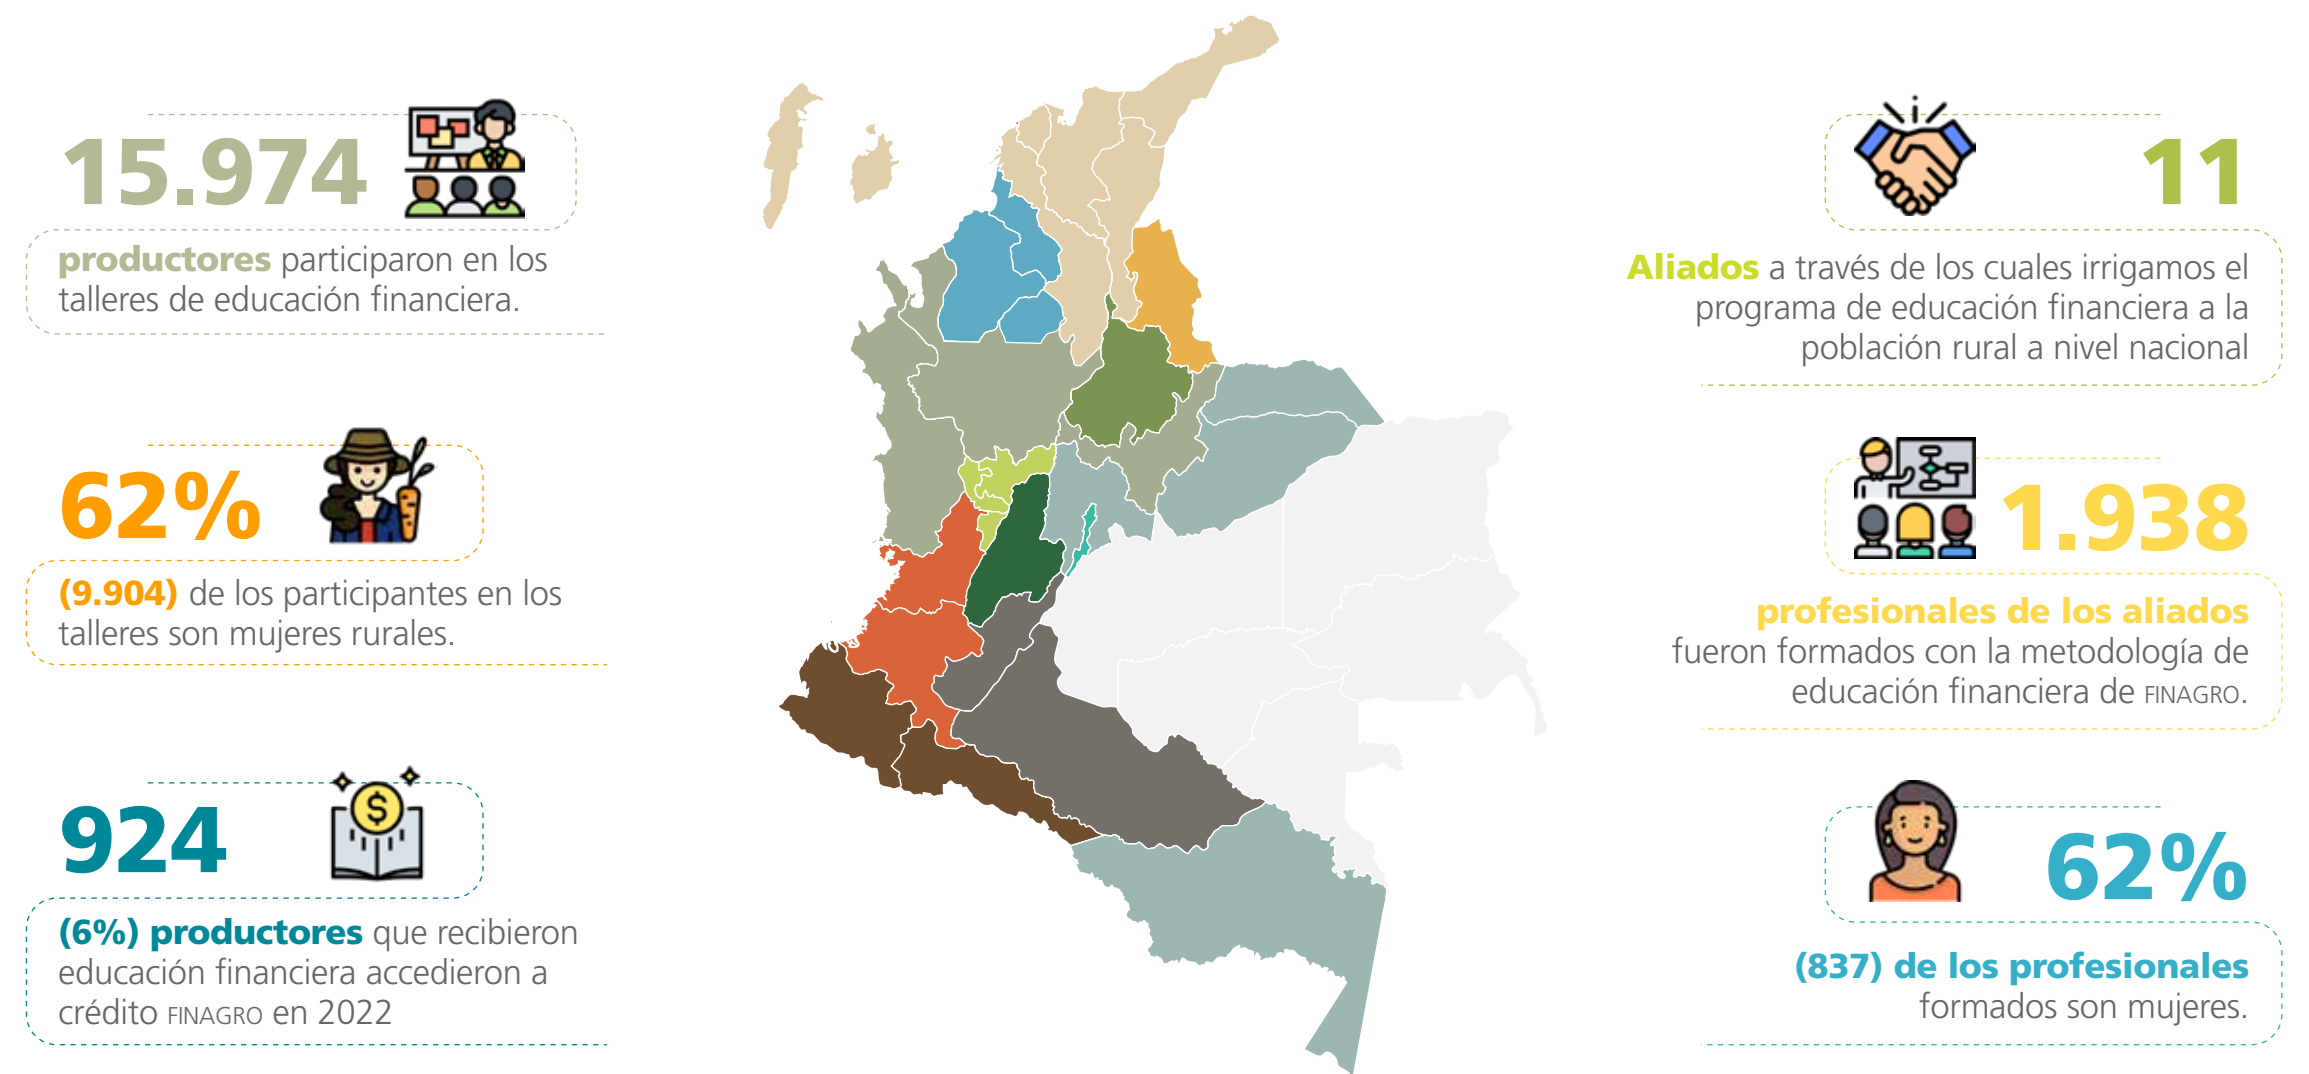 15.974
productores participaron en los
talleres de educación financiera.
62%
(9.904) de los participantes en los
talleres son mujeres rurales.
924
(6%) productores que recibieron
educación financiera accedieron a
crédito FINAGRO en 2022
11
Aliados a través de los cuales irrigamos el
programa de educación financiera a la
población rural a nivel nacional
1.938
profesionales de los aliados
fueron formados con la metodología de
educación financiera de FINAGRO.
62%
(837) de los profesionales
formados son mujeres.